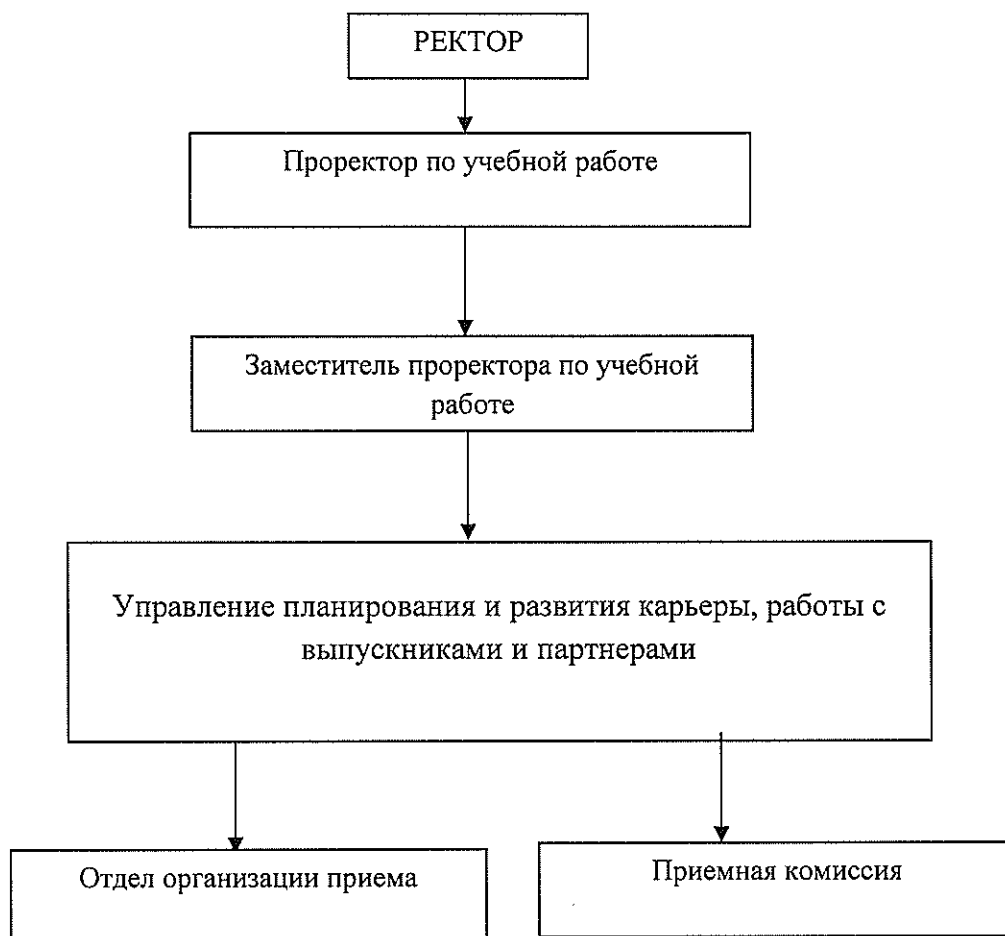 РЕКТОР
Проректор по учебной работе
Заместитель проректора по учебной
работе
Управление планирования и развития карьеры, работы с
выпускниками и партнерами
Отдел организации приема
Приемная комиссия